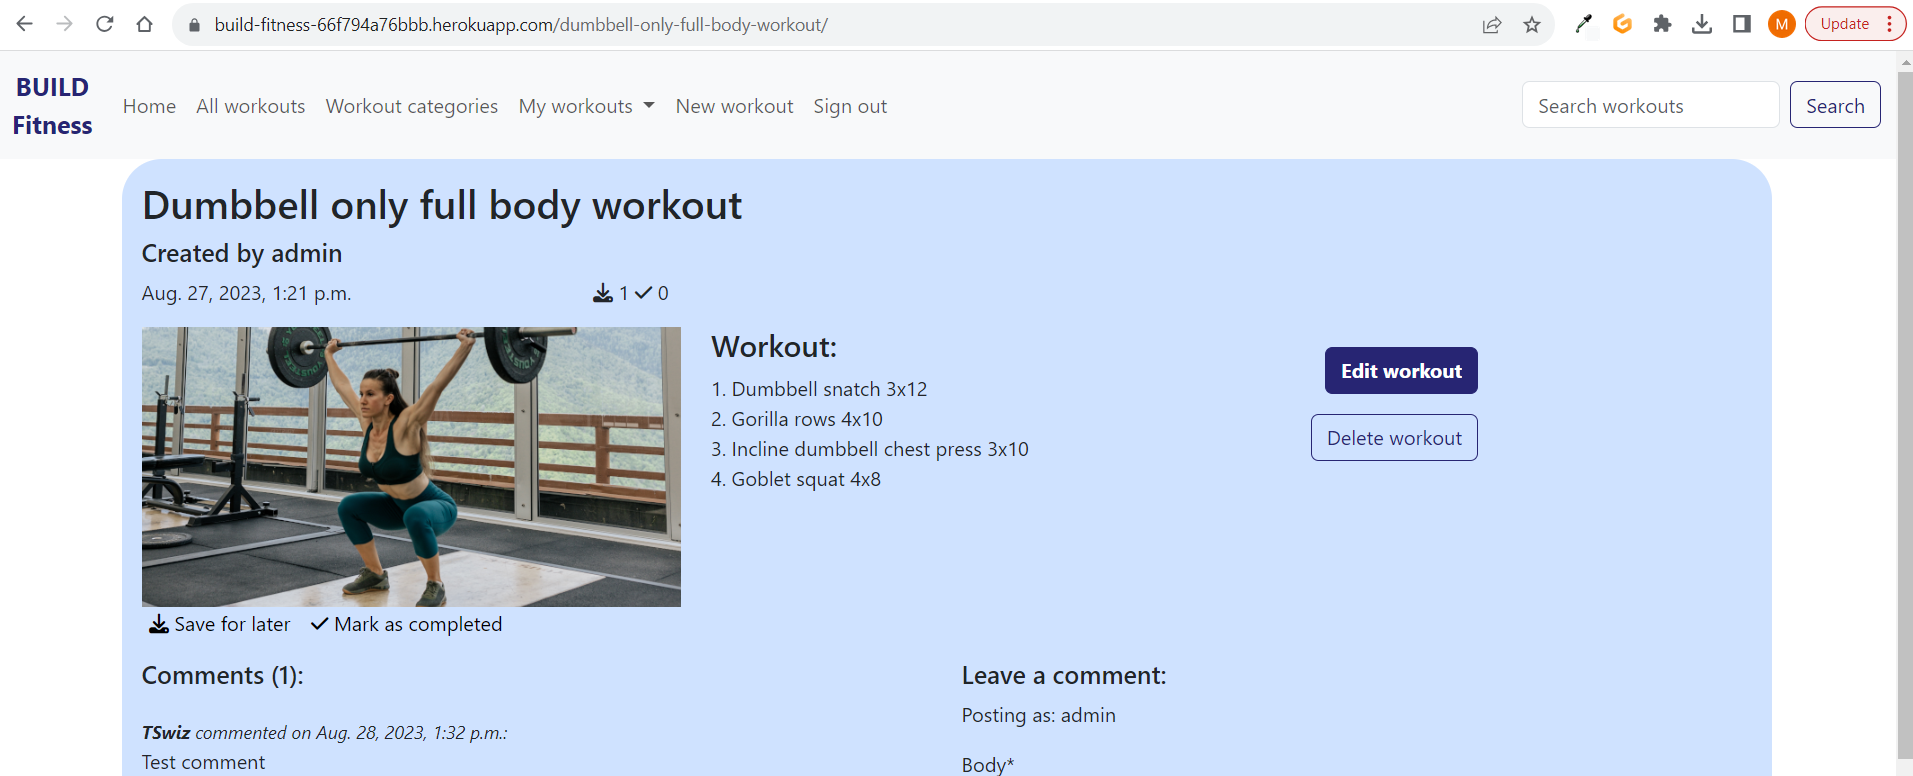 build-fitness-66f794a76bbb.herokuapp.com/dumbbell-only-full-body-workout/
M
Update
BUILD
Fitness
Home
All workouts
Workout categories
My workouts
New workout
Sign out
Search workouts
Search
Dumbbell only full body workout
Created by admin
Aug. 27, 2023, 1:21 p.m.
1
0
Workout:
1. Dumbbell snatch 3x12
2. Gorilla rows 4x10
3. Incline dumbbell chest press 3x10
4. Goblet squat 4x8
Edit workout
Delete workout
Save for later
Mark as completed
Comments (1):
TSwiz commented on Aug. 28, 2023, 1:32 p.m.:
Test comment
Leave a comment:
Posting as: admin
Body*